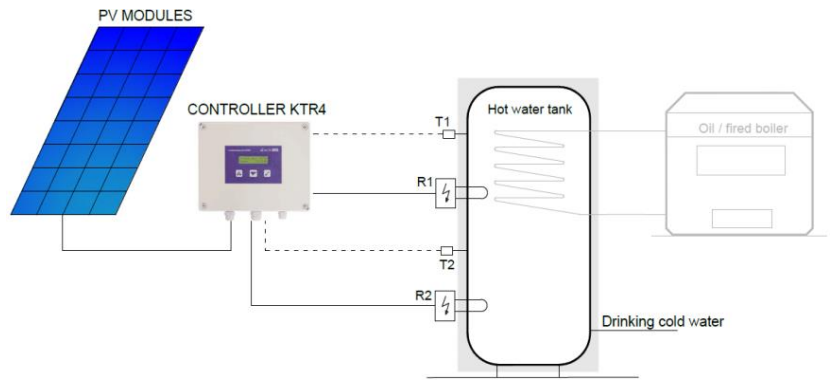 PV MODULES
CONTROLLER KTR4
T1
Hot water tank
Oil / fired boiler
R1
T2
R2
Drinking cold water